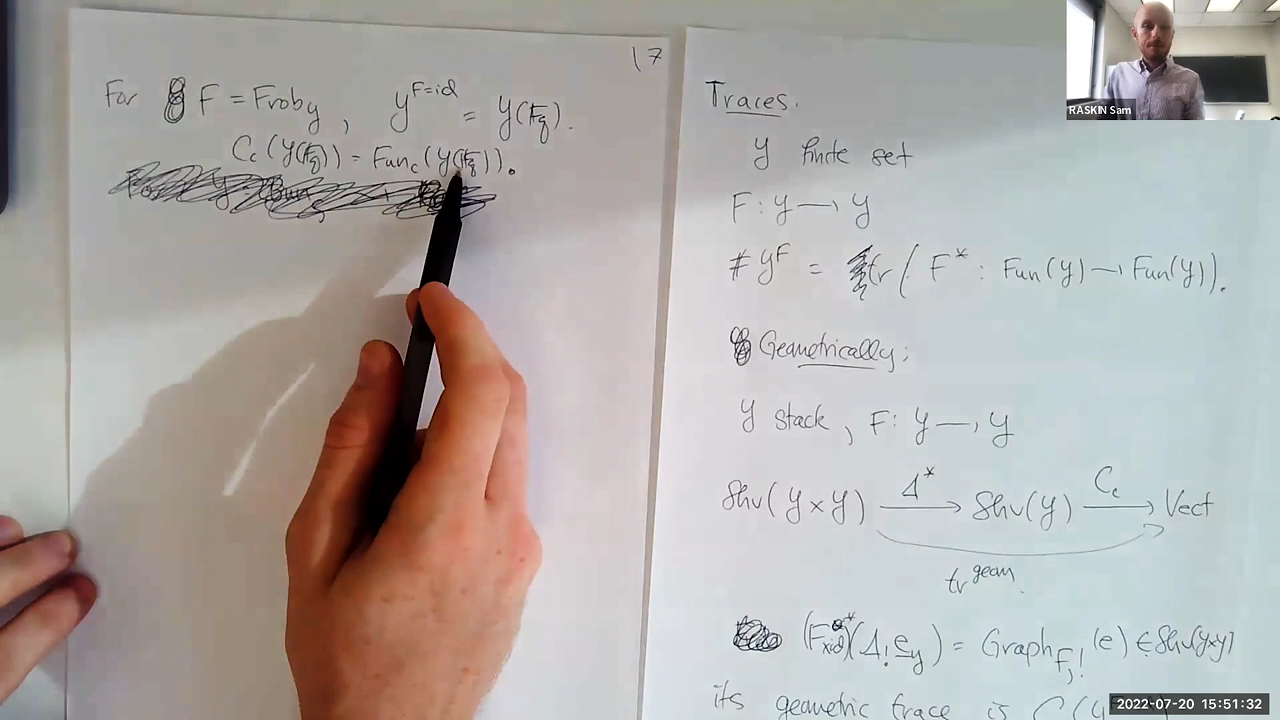 17
For F = Frob_y, y^{F=id} = y(F_q).
C_c(y(F_q)) = Fun_c(y(F_q)).
Traces.
y finite set
F: y → y
# y^F = tr(F^*: Fun(y) → Fun(y)).
Geometrically:
y stack, F: y → y
Shv(y×y) Δ^* → Shv(y) C_c → Vect
tr^geom
(F×id)^*(Δ_! e_y) = Graph_{F,!}(e) ∈ Shv(y×y)
its geometric trace is
RASKIN Sam
2022-07-20 15:51:32